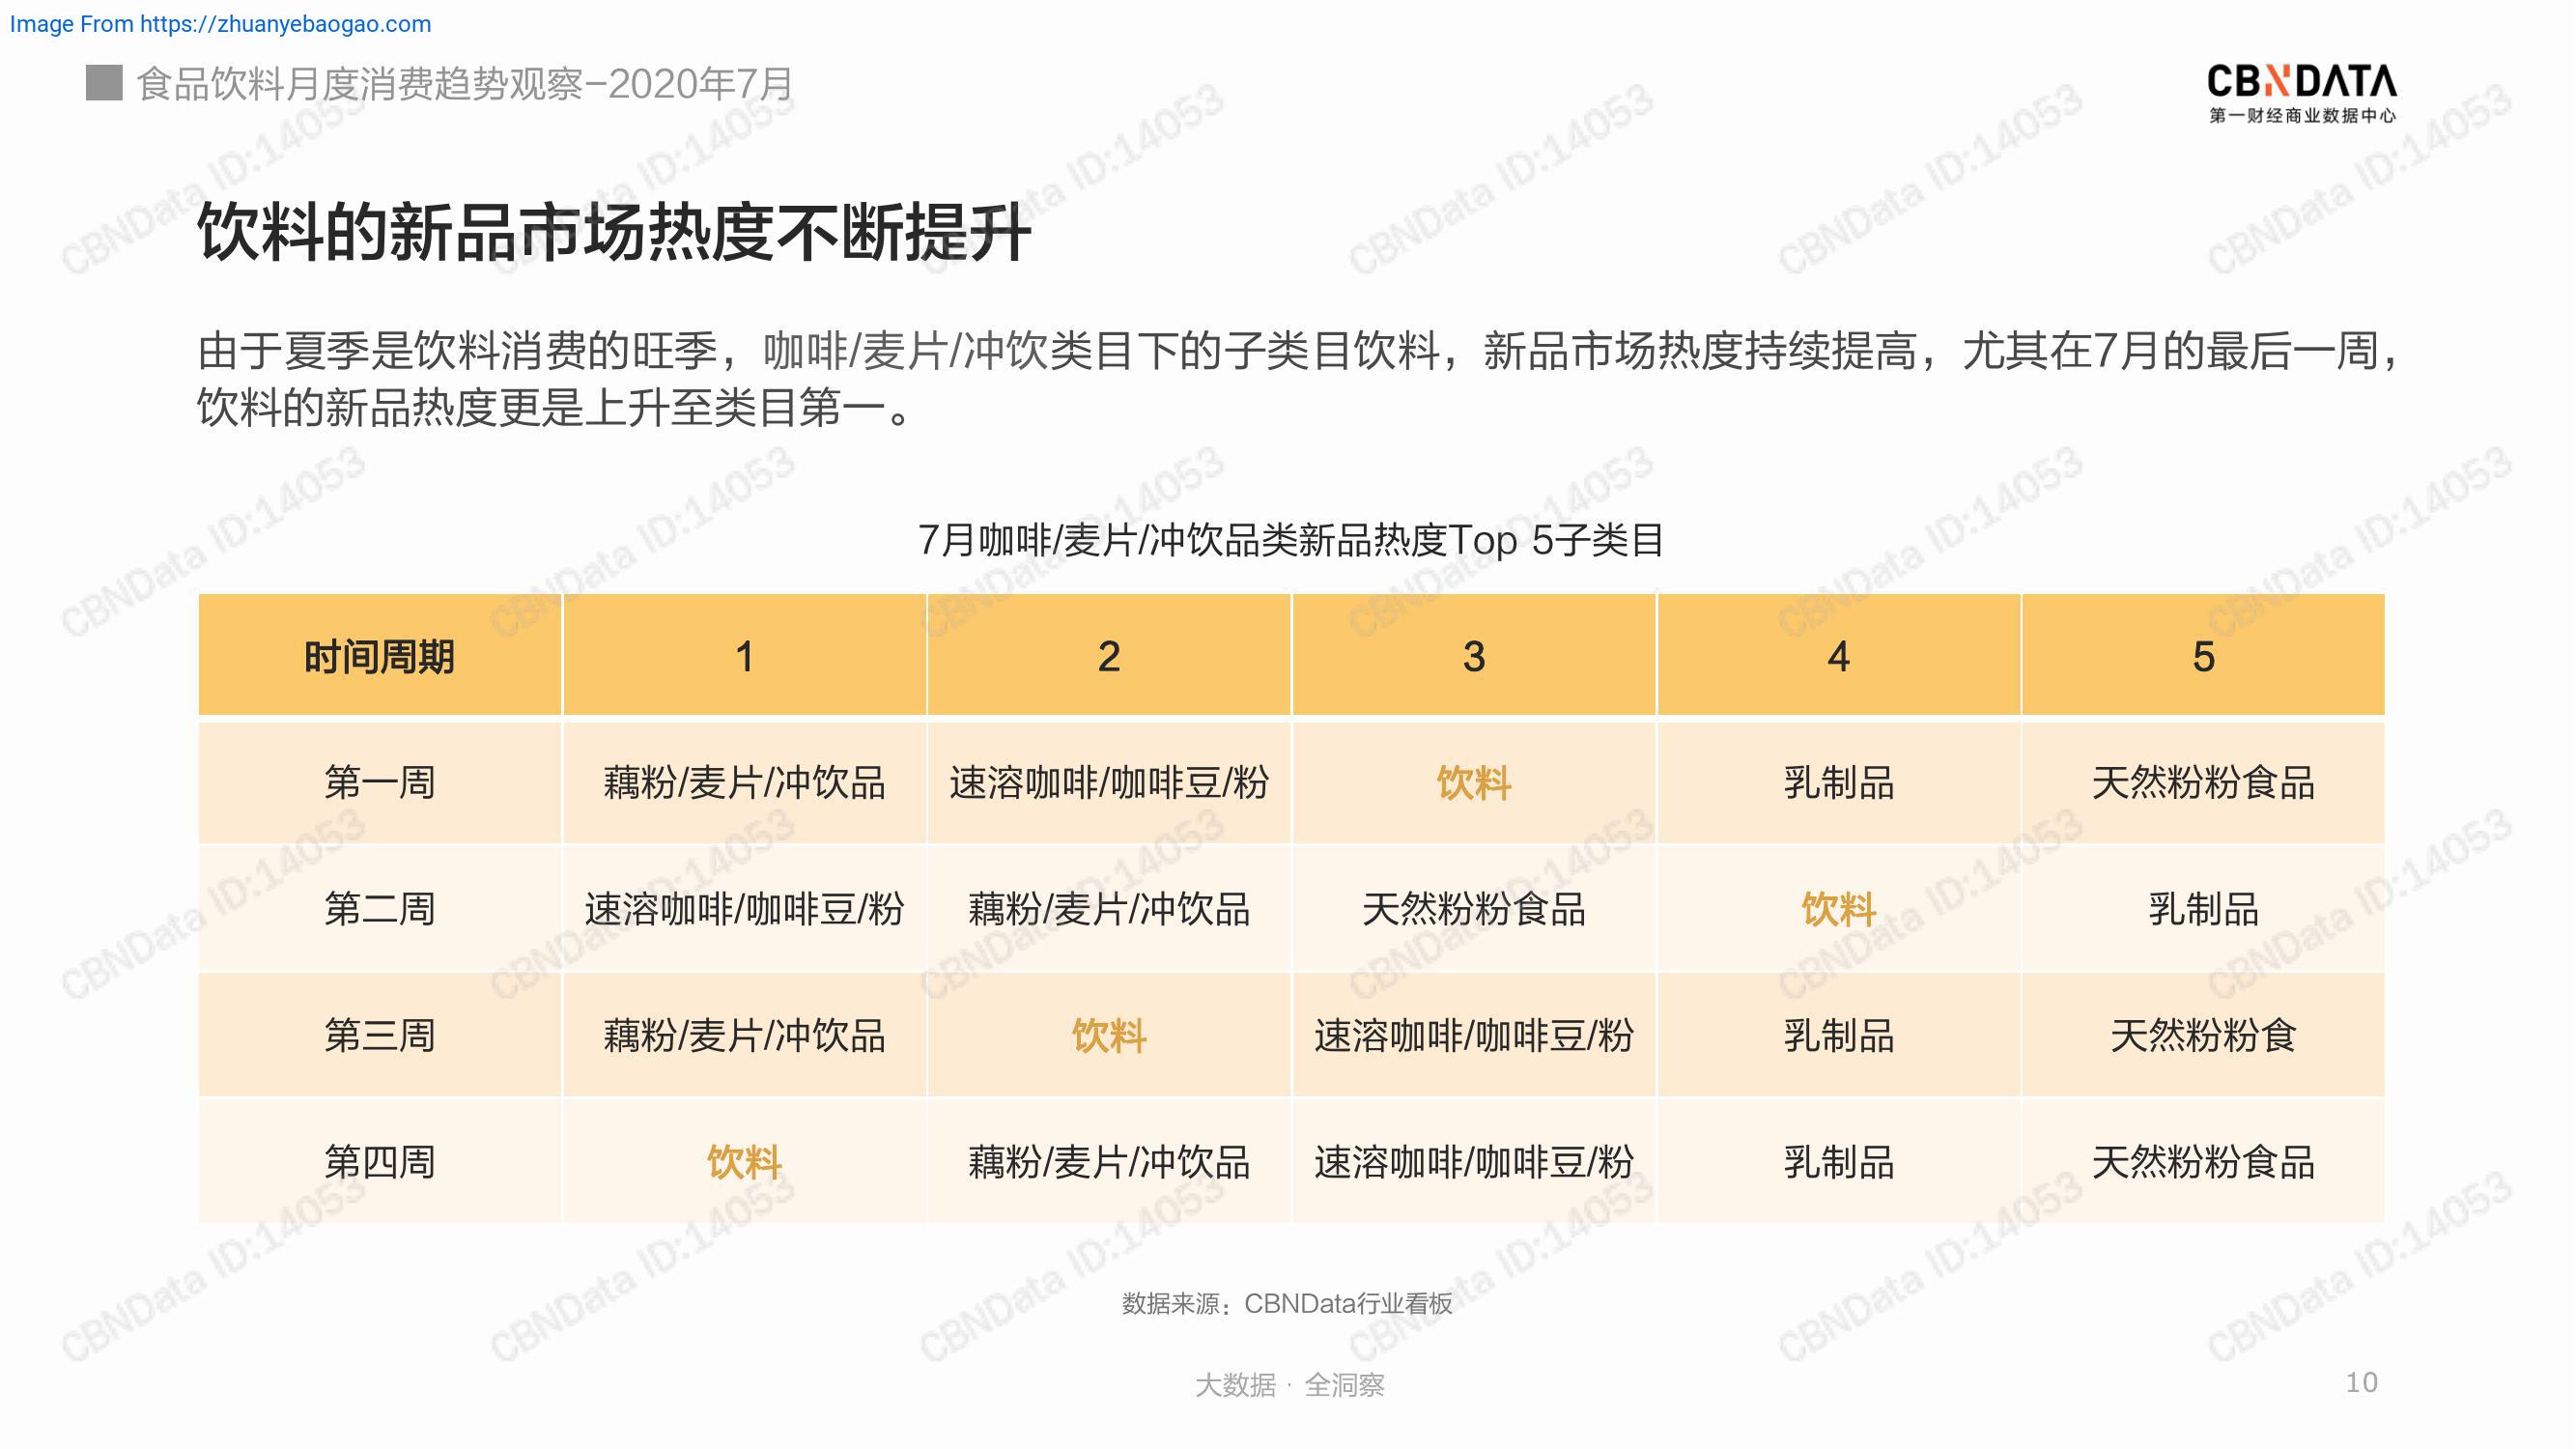 Image From https://zhuanyebaogao.com
食品饮料月度消费趋势观察–2020年7月
CBNDATA
第一财经商业数据中心
饮料的新品市场热度不断提升
由于夏季是饮料消费的旺季，咖啡/麦片/冲饮类目下的子类目饮料，新品市场热度持续提高，尤其在7月的最后一周，
饮料的新品热度更是上升至类目第一。
7月咖啡/麦片/冲饮品类新品热度Top 5子类目
时间周期 1 2 3 4 5
第一周 藕粉/麦片/冲饮品 速溶咖啡/咖啡豆/粉 饮料 乳制品 天然粉粉食品
第二周 速溶咖啡/咖啡豆/粉 藕粉/麦片/冲饮品 天然粉粉食品 饮料 乳制品
第三周 藕粉/麦片/冲饮品 饮料 速溶咖啡/咖啡豆/粉 乳制品 天然粉粉食
第四周 饮料 藕粉/麦片/冲饮品 速溶咖啡/咖啡豆/粉 乳制品 天然粉粉食品
数据来源：CBNData行业看板
大数据 · 全洞察
10
CBNData ID:14053